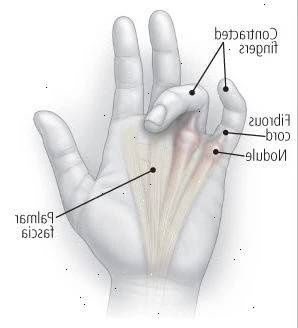 Contracted
fingers
Fibrous
cord
Nodule
Palmar
fascia